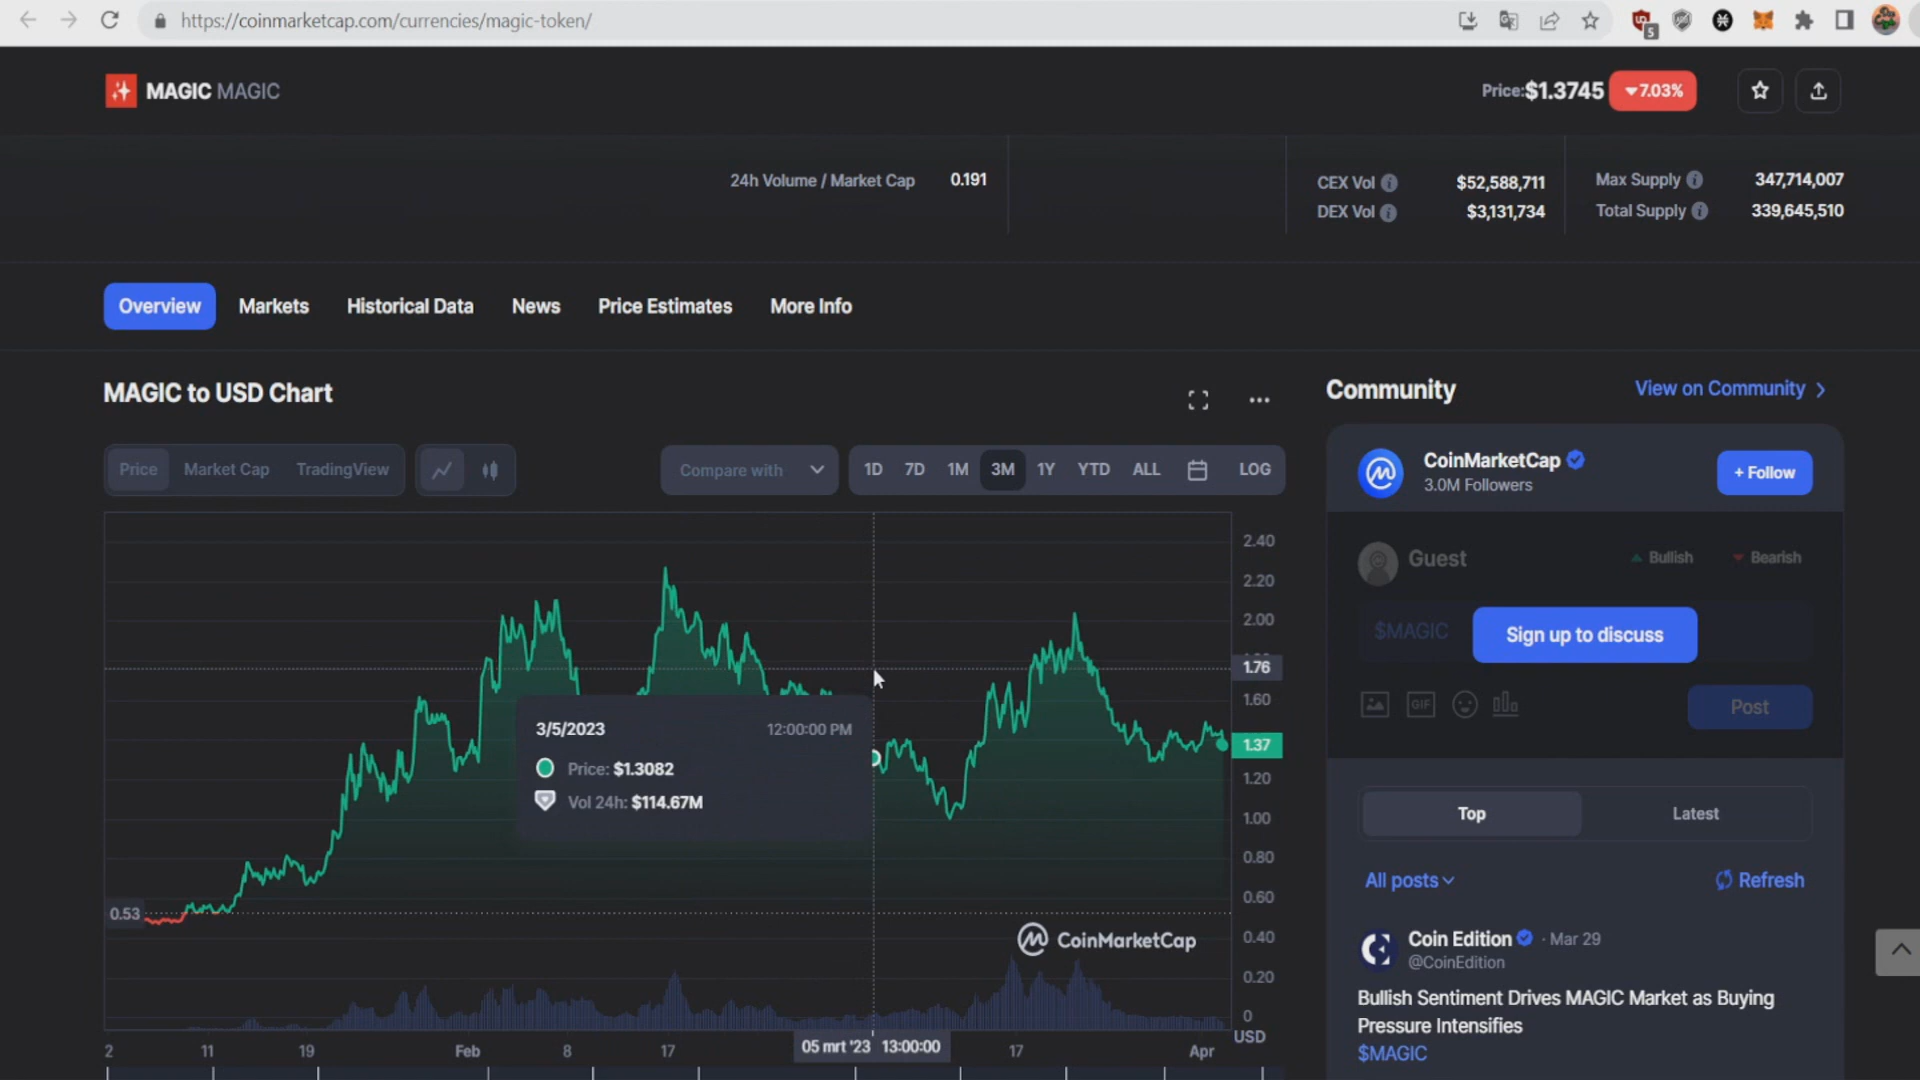 https://coinmarketcap.com/currencies/magic-token/
5
MAGIC MAGIC
Price:$1.3745 7.03%
24h Volume / Market Cap 0.191
CEX Vol $52,588,711
DEX Vol $3,131,734
Max Supply 347,714,007
Total Supply 339,645,510
Overview Markets Historical Data News Price Estimates More Info
MAGIC to USD Chart
Price Market Cap TradingView
Compare with
1D 7D 1M 3M 1Y YTD ALL LOG
2.40
2.20
2.00
1.76
1.60
1.37
1.20
1.00
0.80
0.60
0.40
0.20
0
USD
0.53
3/5/2023 12:00:00 PM
Price: $1.3082
Vol 24h: $114.67M
CoinMarketCap
2 11 19 Feb 8 17 05 mrt '23 13:00:00 17 Apr
Community View on Community
CoinMarketCap
3.0M Followers
+ Follow
Guest Bullish Bearish
$MAGIC
Sign up to discuss
GIF
Post
Top Latest
All posts Refresh
Coin Edition · Mar 29
@CoinEdition
Bullish Sentiment Drives MAGIC Market as Buying
Pressure Intensifies
$MAGIC